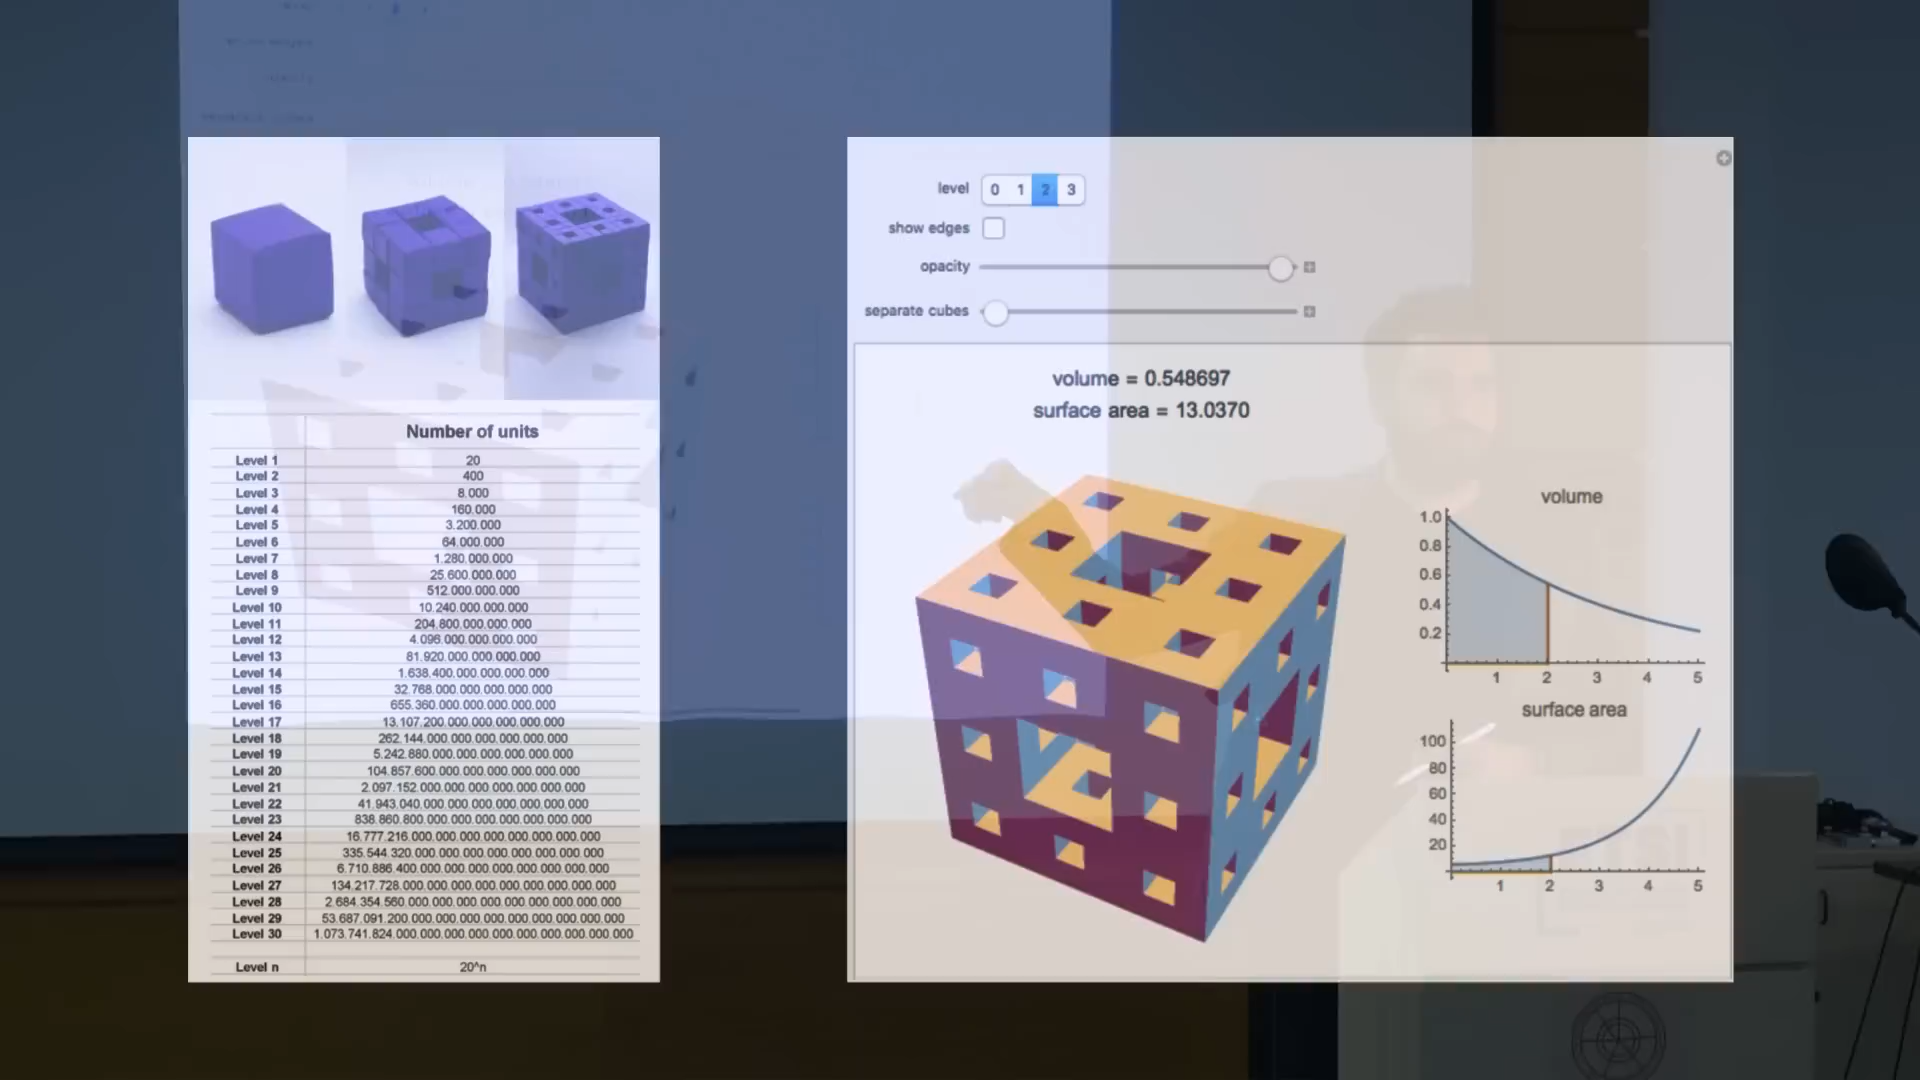 Number of units
Level 1 20
Level 2 400
Level 3 8.000
Level 4 160.000
Level 5 3.200.000
Level 6 64.000.000
Level 7 1.280.000.000
Level 8 25.600.000.000
Level 9 512.000.000.000
Level 10 10.240.000.000.000
Level 11 204.800.000.000.000
Level 12 4.096.000.000.000.000
Level 13 81.920.000.000.000.000
Level 14 1.638.400.000.000.000.000
Level 15 32.768.000.000.000.000.000
Level 16 655.360.000.000.000.000.000
Level 17 13.107.200.000.000.000.000.000
Level 18 262.144.000.000.000.000.000.000
Level 19 5.242.880.000.000.000.000.000.000
Level 20 104.857.600.000.000.000.000.000.000
Level 21 2.097.152.000.000.000.000.000.000.000
Level 22 41.943.040.000.000.000.000.000.000.000
Level 23 838.860.800.000.000.000.000.000.000.000
Level 24 16.777.216.000.000.000.000.000.000.000.000
Level 25 335.544.320.000.000.000.000.000.000.000.000
Level 26 6.710.886.400.000.000.000.000.000.000.000.000
Level 27 134.217.728.000.000.000.000.000.000.000.000.000
Level 28 2.684.354.560.000.000.000.000.000.000.000.000.000
Level 29 53.687.091.200.000.000.000.000.000.000.000.000.000
Level 30 1.073.741.824.000.000.000.000.000.000.000.000.000.000
Level n 20^n
level 0 1 2 3
show edges
opacity
separate cubes
volume = 0.548697
surface area = 13.0370
volume
1.0
0.8
0.6
0.4
0.2
1 2 3 4 5
surface area
100
80
60
40
20
1 2 3 4 5